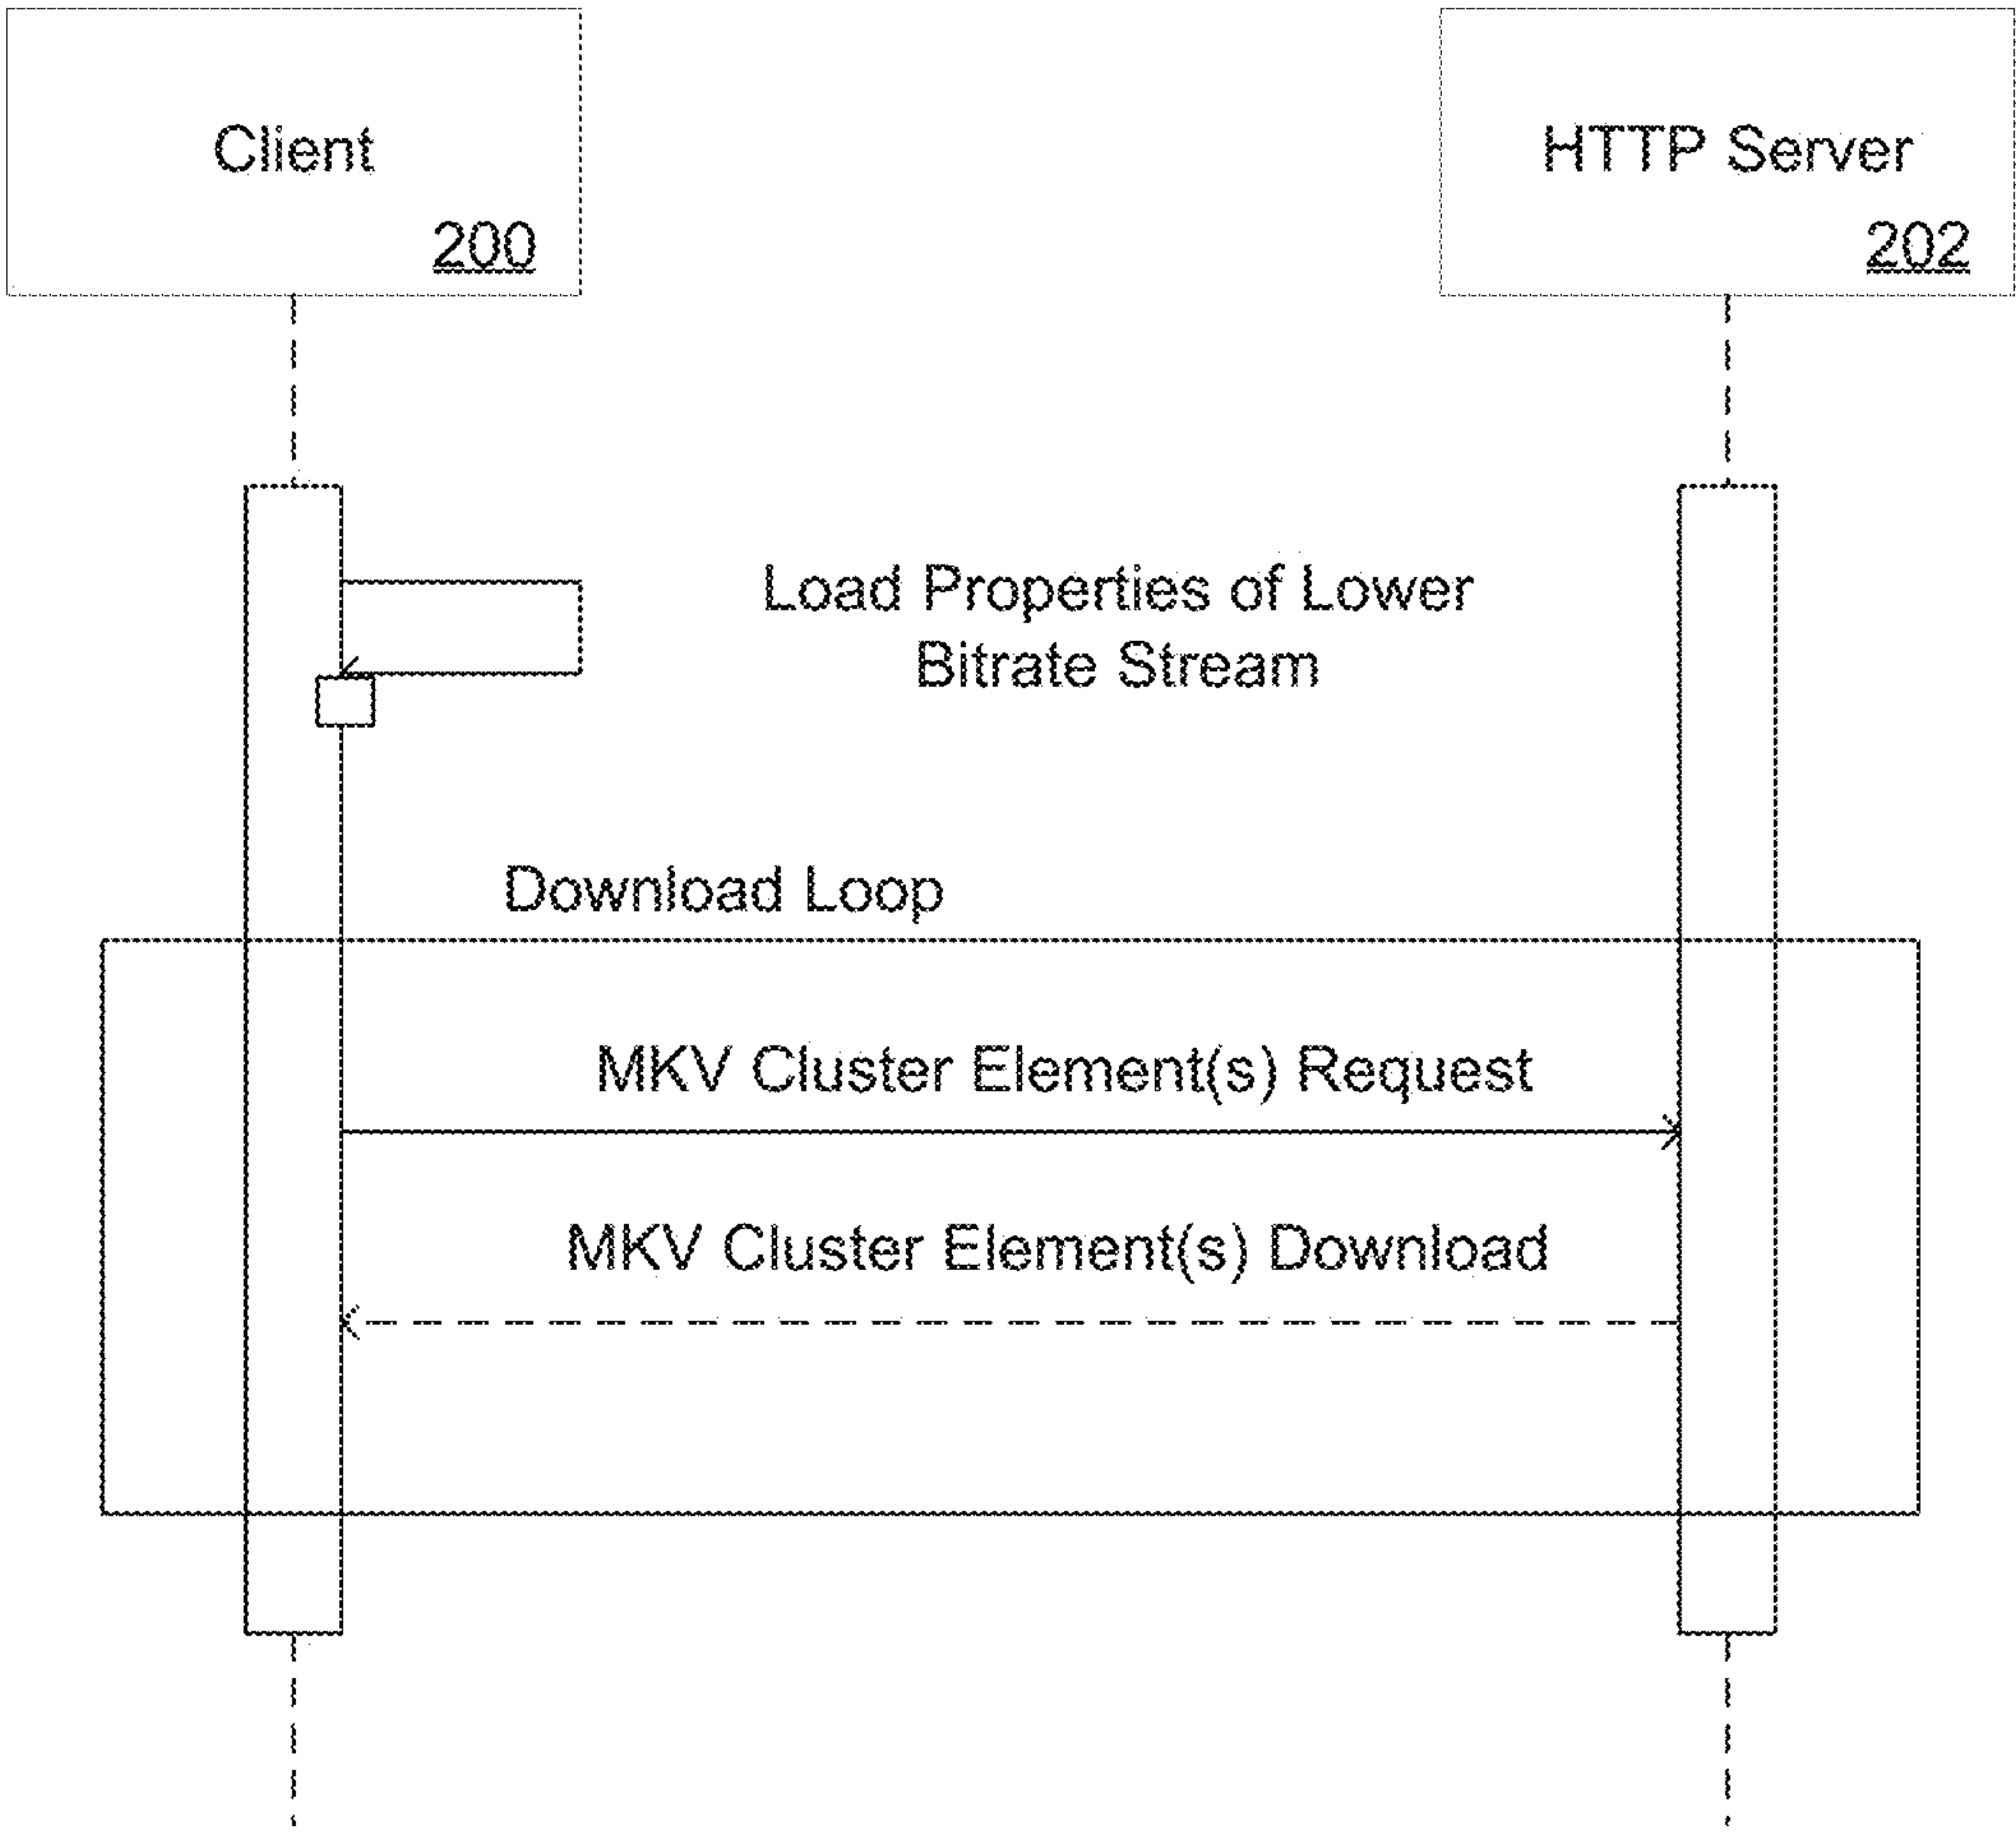 Client
200
HTTP Server
202
Load Properties of Lower
Bitrate Stream
Download Loop
MKV Cluster Element(s) Request
MKV Cluster Element(s) Download